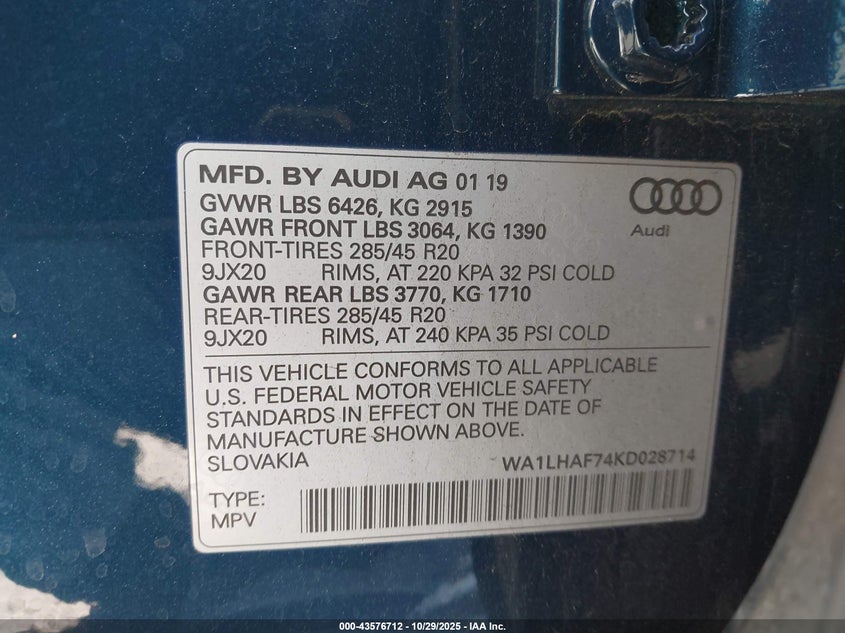 MFD. BY AUDI AG 01 19
GVWR LBS 6426, KG 2915
GAWR FRONT LBS 3064, KG 1390
FRONT-TIRES 285/45 R20
9JX20 RIMS, AT 220 KPA 32 PSI COLD
GAWR REAR LBS 3770, KG 1710
REAR-TIRES 285/45 R20
9JX20 RIMS, AT 240 KPA 35 PSI COLD
Audi
THIS VEHICLE CONFORMS TO ALL APPLICABLE
U.S. FEDERAL MOTOR VEHICLE SAFETY
STANDARDS IN EFFECT ON THE DATE OF
MANUFACTURE SHOWN ABOVE.
SLOVAKIA WA1LHAF74KD028714
TYPE:
MPV
000-43576712 - 10/29/2025 - IAA Inc.